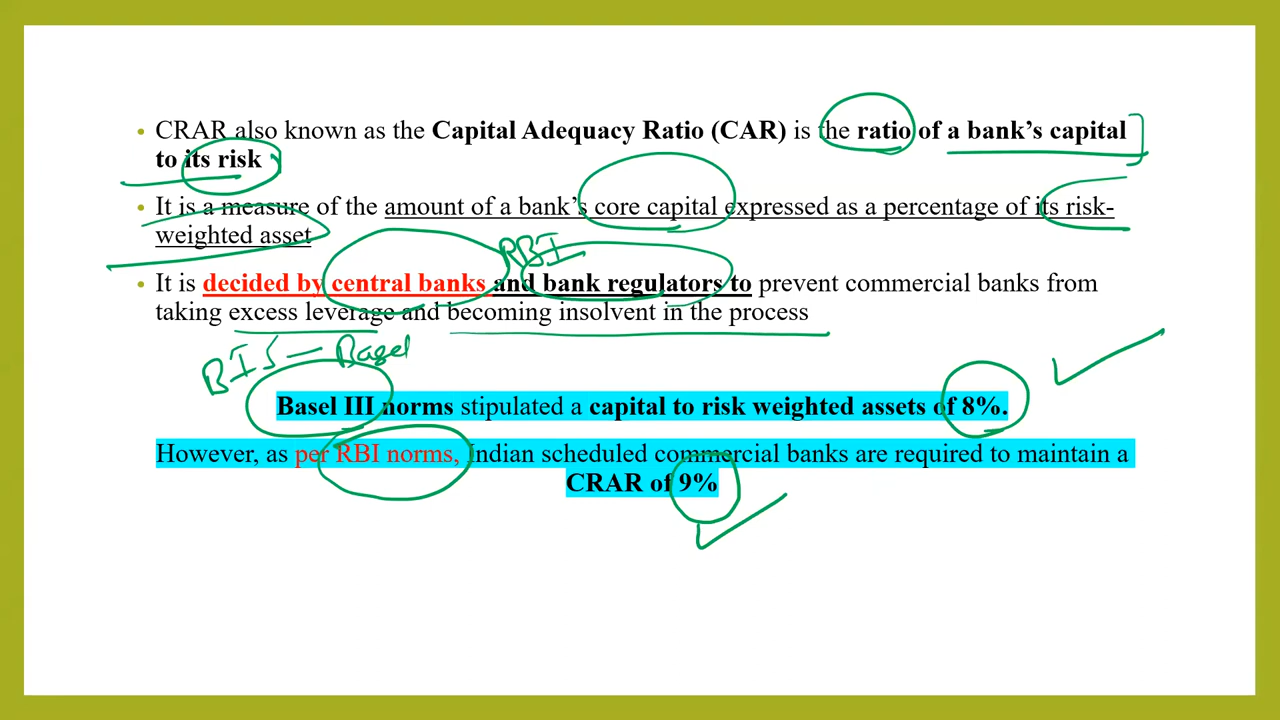 • CRAR also known as the Capital Adequacy Ratio (CAR) is the ratio of a bank's capital
to its risk
• It is a measure of the amount of a bank's core capital expressed as a percentage of its risk-
weighted asset
RBI
• It is decided by central banks and bank regulators to prevent commercial banks from
taking excess leverage and becoming insolvent in the process
BIS — Basel
Basel III norms stipulated a capital to risk weighted assets of 8%.
However, as per RBI norms, Indian scheduled commercial banks are required to maintain a
CRAR of 9%